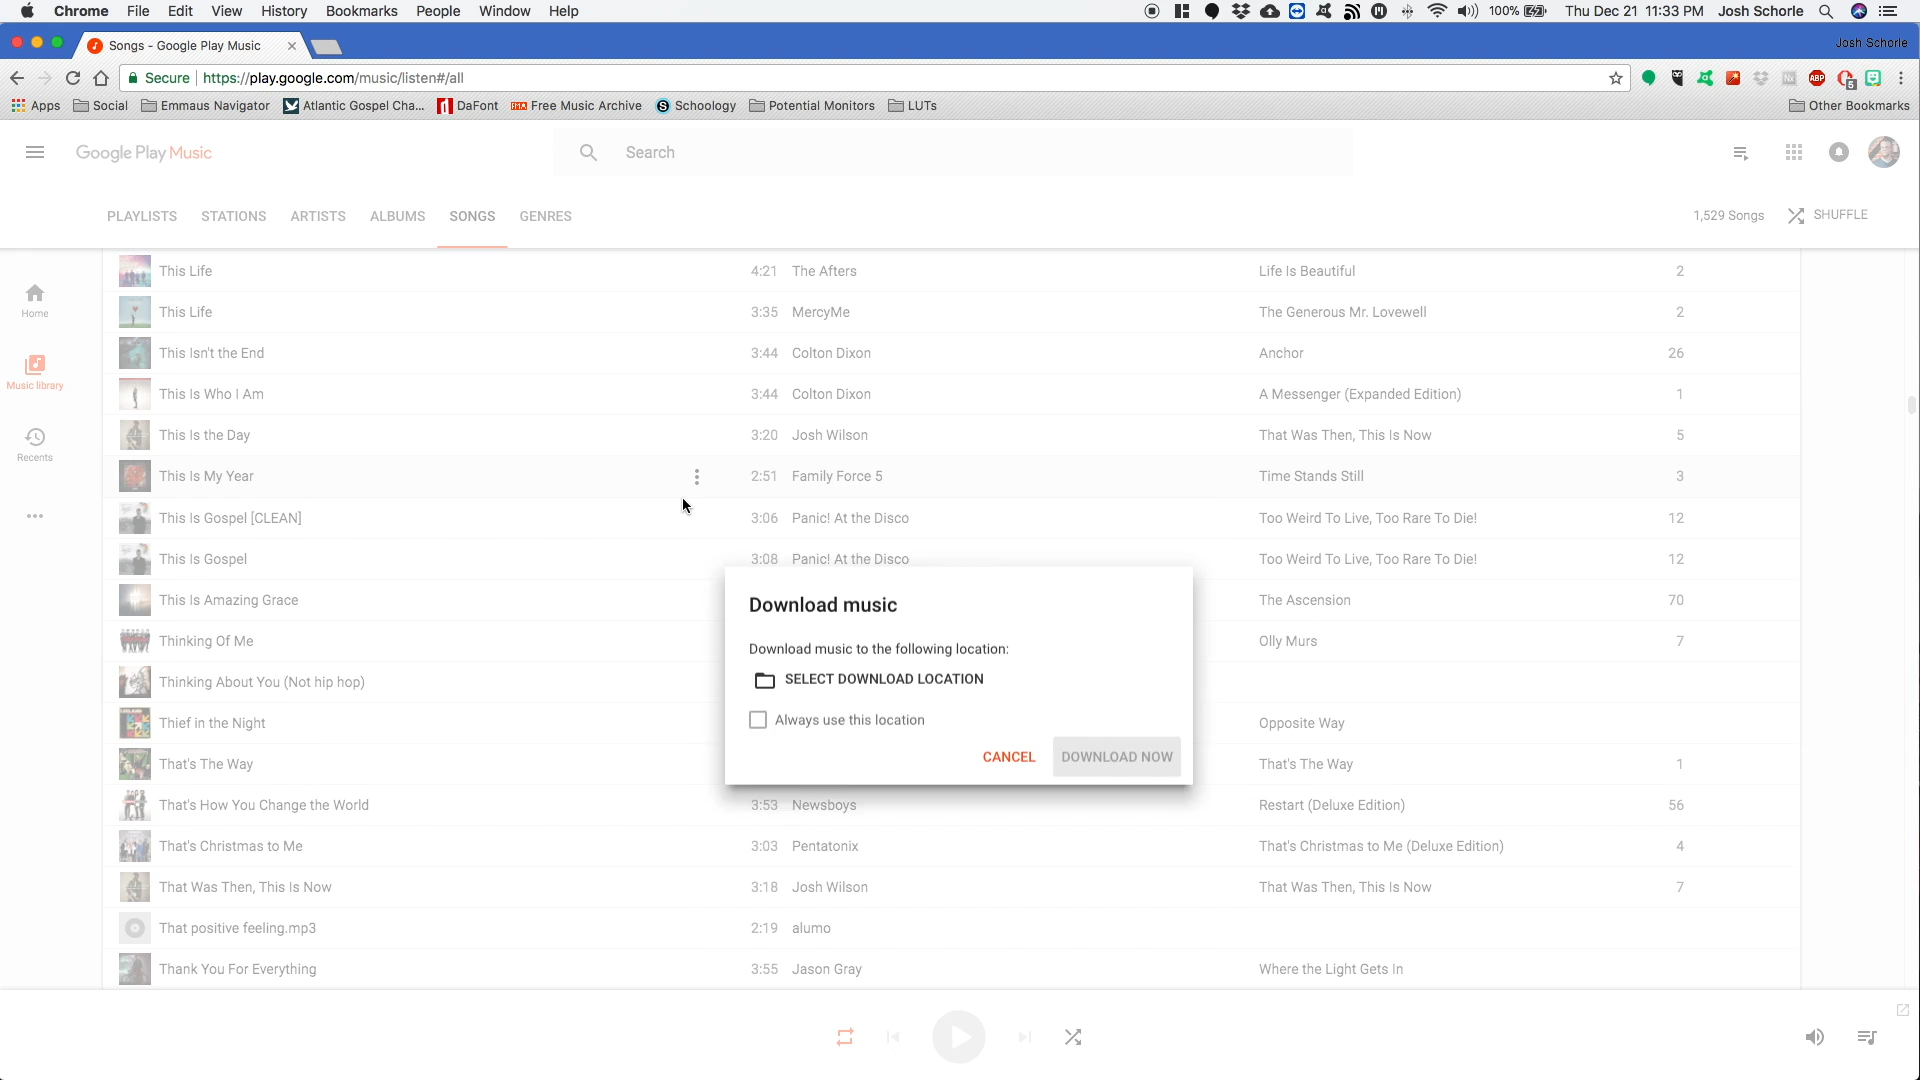 Chrome File Edit View History Bookmarks People Window Help 100% Thu Dec 21 11:33 PM Josh Schorle
Songs - Google Play Music Josh Schorle
Secure https://play.google.com/music/listen#/all ABP 5
Apps Social Emmaus Navigator Atlantic Gospel Cha... DaFont Free Music Archive Schoology Potential Monitors LUTs Other Bookmarks
Google Play Music Search
PLAYLISTS STATIONS ARTISTS ALBUMS SONGS GENRES 1,529 Songs SHUFFLE
Home
Music library
Recents
This Life 4:21 The Afters Life Is Beautiful 2
This Life 3:35 MercyMe The Generous Mr. Lovewell 2
This Isn't the End 3:44 Colton Dixon Anchor 26
This Is Who I Am 3:44 Colton Dixon A Messenger (Expanded Edition) 1
This Is the Day 3:20 Josh Wilson That Was Then, This Is Now 5
This Is My Year 2:51 Family Force 5 Time Stands Still 3
This Is Gospel [CLEAN] 3:06 Panic! At the Disco Too Weird To Live, Too Rare To Die! 12
This Is Gospel 3:08 Panic! At the Disco Too Weird To Live, Too Rare To Die! 12
This Is Amazing Grace The Ascension 70
Thinking Of Me Olly Murs 7
Thinking About You (Not hip hop)
Thief in the Night Opposite Way
That's The Way That's The Way 1
That's How You Change the World 3:53 Newsboys Restart (Deluxe Edition) 56
That's Christmas to Me 3:03 Pentatonix That's Christmas to Me (Deluxe Edition) 4
That Was Then, This Is Now 3:18 Josh Wilson That Was Then, This Is Now 7
That positive feeling.mp3 2:19 alumo
Thank You For Everything 3:55 Jason Gray Where the Light Gets In
Download music
Download music to the following location:
SELECT DOWNLOAD LOCATION
Always use this location
CANCEL DOWNLOAD NOW